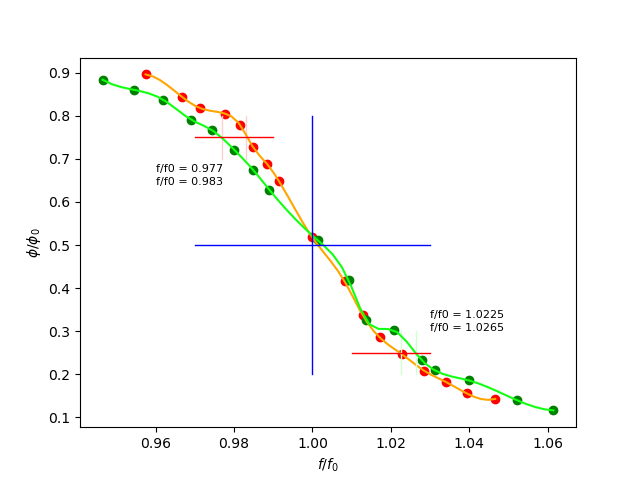 0.9
0.8
0.7
0.6
0.5
0.4
0.3
0.2
0.1
ϕ/ϕ₀
f/f0 = 0.977
f/f0 = 0.983
f/f0 = 1.0225
f/f0 = 1.0265
0.96 0.98 1.00 1.02 1.04 1.06
f/f₀